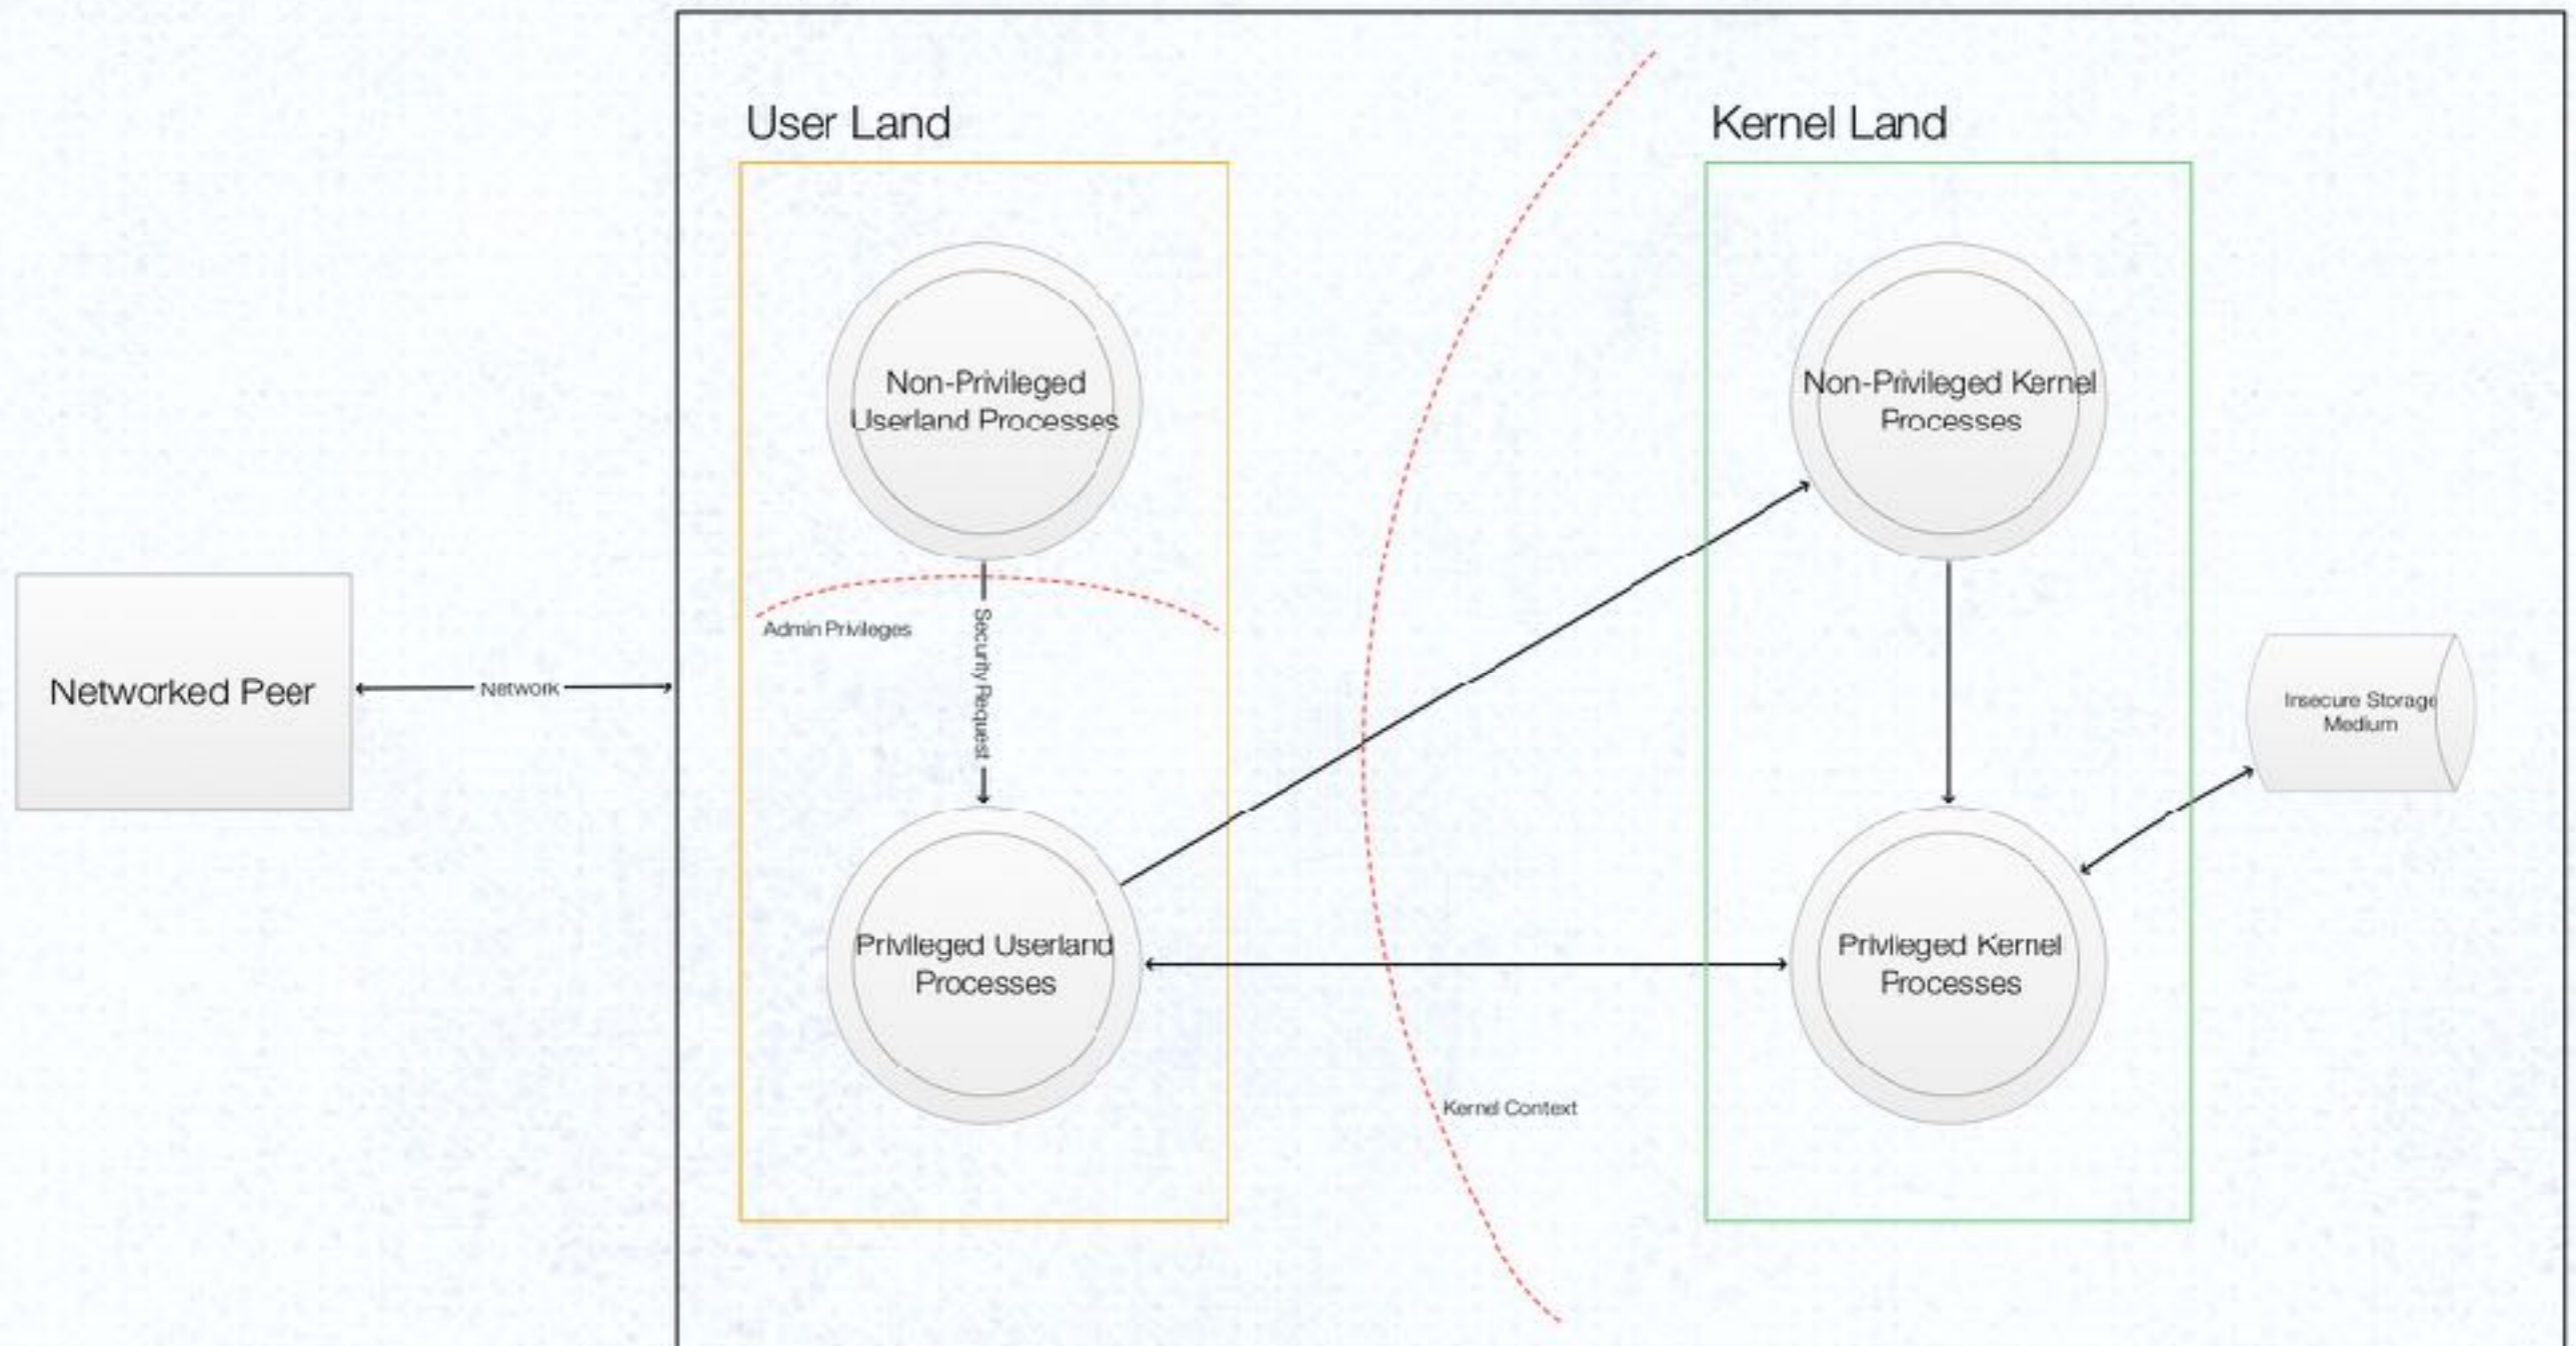 User Land
Kernel Land
Non-Privileged
Userland Processes
Non-Privileged Kernel
Processes
Admin Privileges
Security Request
Networked Peer
Network
Insecure Storage
Medium
Privileged Userland
Processes
Privileged Kernel
Processes
Kernel Context